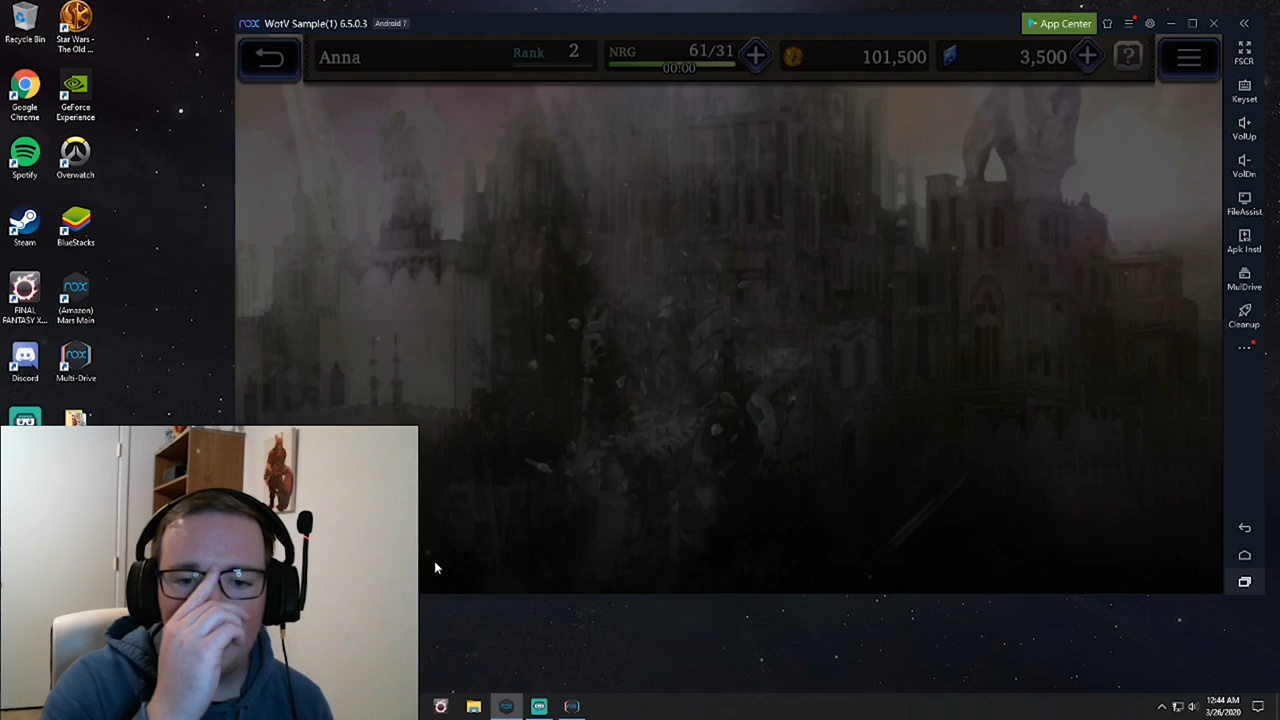 nox WotV Sample(1) 6.5.0.3 Android 7
App Center
Anna
Rank 2
NRG 61/31
00:00
101,500
3,500
?
Recycle Bin
Star Wars - The Old ...
Google Chrome
GeForce Experience
Spotify
Overwatch
Steam
BlueStacks
FINAL FANTASY X...
nox
(Amazon) Mars Main
Discord
nox
Multi-Drive
FSCR
Keyset
VolUp
VolDn
FileAssist
Apk Instl
MulDrive
Cleanup
12:44 AM
3/26/2020